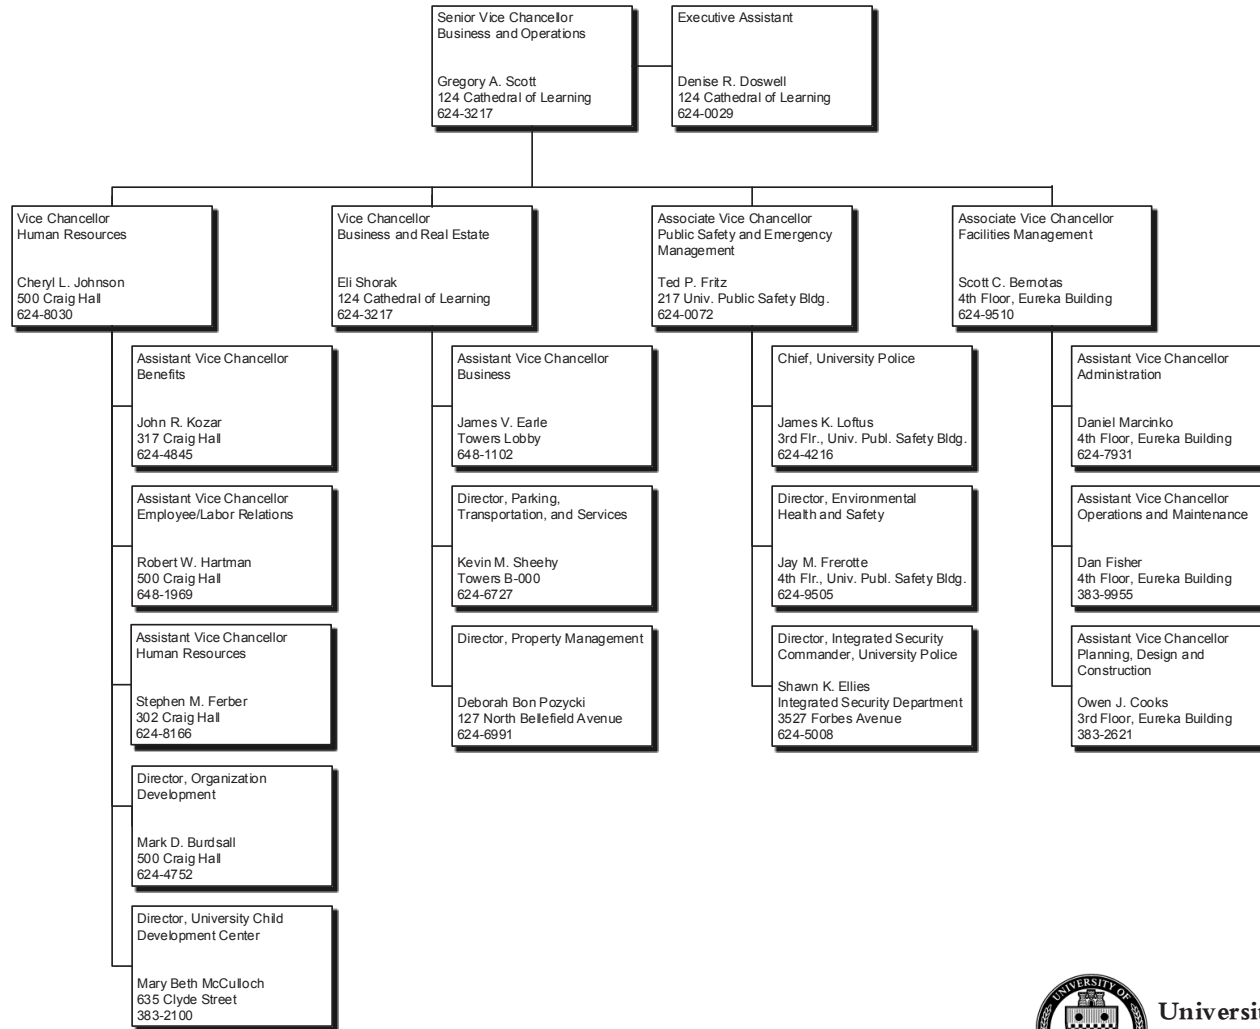 Senior Vice Chancellor
Business and Operations
Gregory A. Scott
124 Cathedral of Learning
624-3217
Executive Assistant
Denise R. Doswell
124 Cathedral of Learning
624-0029
Vice Chancellor
Human Resources
Cheryl L. Johnson
500 Craig Hall
624-8030
Vice Chancellor
Business and Real Estate
Eli Shorak
124 Cathedral of Learning
624-3217
Associate Vice Chancellor
Public Safety and Emergency
Management
Ted P. Fritz
217 Univ. Public Safety Bldg.
624-0072
Associate Vice Chancellor
Facilities Management
Scott C. Bernotas
4th Floor, Eureka Building
624-9510
Assistant Vice Chancellor
Benefits
John R. Kozar
317 Craig Hall
624-4845
Assistant Vice Chancellor
Employee/Labor Relations
Robert W. Hartman
500 Craig Hall
648-1969
Assistant Vice Chancellor
Human Resources
Stephen M. Ferber
302 Craig Hall
624-8166
Director, Organization
Development
Mark D. Burdsall
500 Craig Hall
624-4752
Director, University Child
Development Center
Mary Beth McCulloch
635 Clyde Street
383-2100
Assistant Vice Chancellor
Business
James V. Earle
Towers Lobby
648-1102
Director, Parking,
Transportation, and Services
Kevin M. Sheehy
Towers B-000
624-6727
Director, Property Management
Deborah Bon Pozycki
127 North Bellefield Avenue
624-6991
Chief, University Police
James K. Loftus
3rd Flr., Univ. Publ. Safety Bldg.
624-4216
Director, Environmental
Health and Safety
Jay M. Frerotte
4th Flr., Univ. Publ. Safety Bldg.
624-9505
Director, Integrated Security
Commander, University Police
Shawn K. Ellies
Integrated Security Department
3527 Forbes Avenue
624-5008
Assistant Vice Chancellor
Administration
Daniel Marcinko
4th Floor, Eureka Building
624-7931
Assistant Vice Chancellor
Operations and Maintenance
Dan Fisher
4th Floor, Eureka Building
383-9955
Assistant Vice Chancellor
Planning, Design and
Construction
Owen J. Cooks
3rd Floor, Eureka Building
383-2621
UNIVERSITY OF
Universi